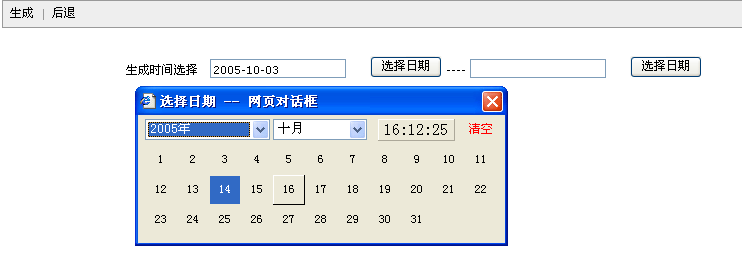 生成 | 后退
生成时间选择 2005-10-03 选择日期 ---- 选择日期
选择日期 -- 网页对话框
2005年 十月 16:12:25 清空
1 2 3 4 5 6 7 8 9 10 11
12 13 14 15 16 17 18 19 20 21 22
23 24 25 26 27 28 29 30 31